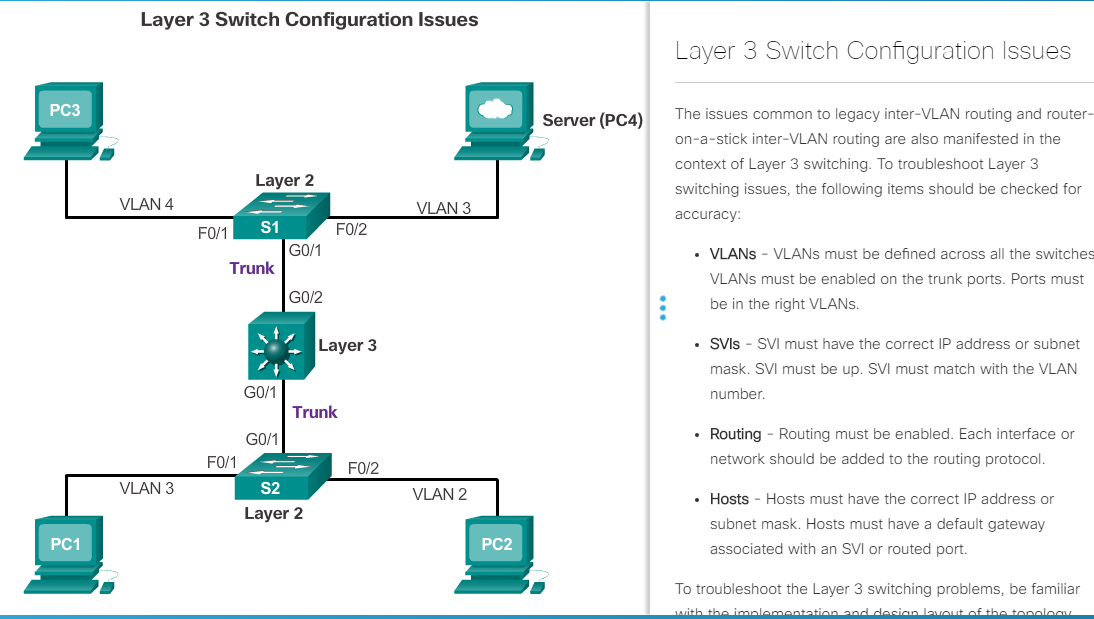 Layer 3 Switch Configuration Issues
PC3
Server (PC4)
Layer 2
VLAN 4
VLAN 3
F0/1
S1
F0/2
G0/1
Trunk
G0/2
Layer 3
G0/1
Trunk
G0/1
F0/1
F0/2
VLAN 3
S2
VLAN 2
Layer 2
PC1
PC2
Layer 3 Switch Configuration Issues
The issues common to legacy inter-VLAN routing and router-
on-a-stick inter-VLAN routing are also manifested in the
context of Layer 3 switching. To troubleshoot Layer 3
switching issues, the following items should be checked for
accuracy:
• VLANs - VLANs must be defined across all the switches
VLANs must be enabled on the trunk ports. Ports must
be in the right VLANs.
• SVIs - SVI must have the correct IP address or subnet
mask. SVI must be up. SVI must match with the VLAN
number.
• Routing - Routing must be enabled. Each interface or
network should be added to the routing protocol.
• Hosts - Hosts must have the correct IP address or
subnet mask. Hosts must have a default gateway
associated with an SVI or routed port.
To troubleshoot the Layer 3 switching problems, be familiar
with the implementation and design layout of the topology